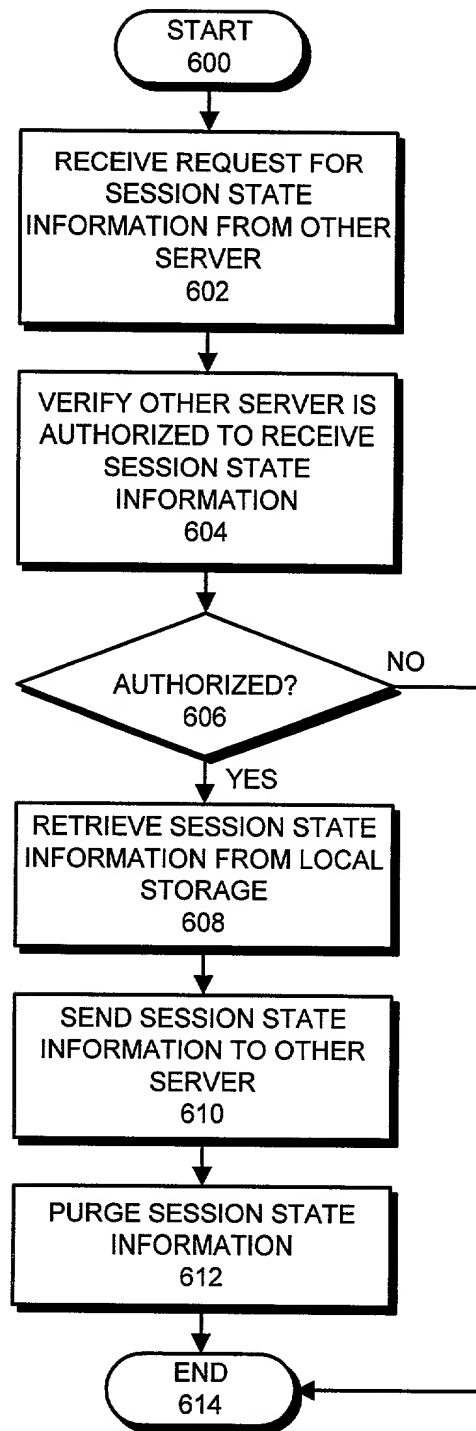 START
600
RECEIVE REQUEST FOR
SESSION STATE
INFORMATION FROM OTHER
SERVER
602
VERIFY OTHER SERVER IS
AUTHORIZED TO RECEIVE
SESSION STATE
INFORMATION
604
AUTHORIZED?
606
NO
YES
RETRIEVE SESSION STATE
INFORMATION FROM LOCAL
STORAGE
608
SEND SESSION STATE
INFORMATION TO OTHER
SERVER
610
PURGE SESSION STATE
INFORMATION
612
END
614